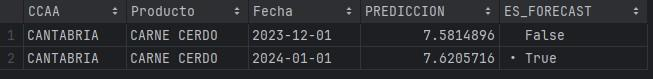 CCAA Producto Fecha PREDICCION ES_FORECAST
1 CANTABRIA CARNE CERDO 2023-12-01 7.5814896 False
2 CANTABRIA CARNE CERDO 2024-01-01 7.6205716 • True